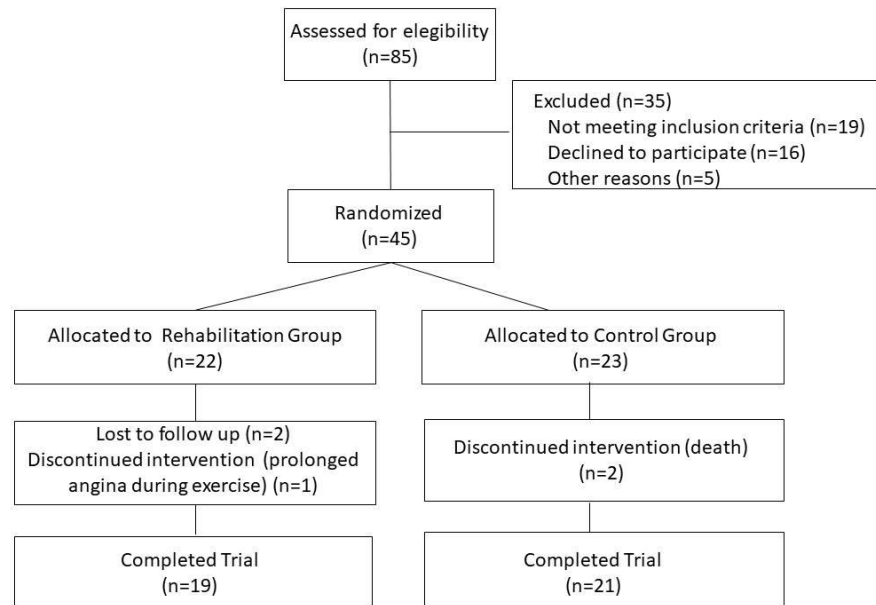 Assessed for elegibility
(n=85)
Excluded (n=35)
Not meeting inclusion criteria (n=19)
Declined to participate (n=16)
Other reasons (n=5)
Randomized
(n=45)
Allocated to Rehabilitation Group
(n=22)
Allocated to Control Group
(n=23)
Lost to follow up (n=2)
Discontinued intervention (prolonged
angina during exercise) (n=1)
Discontinued intervention (death)
(n=2)
Completed Trial
(n=19)
Completed Trial
(n=21)